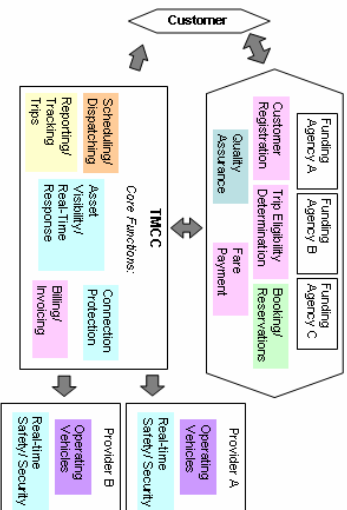 Customer
Funding
Agency A
Funding
Agency B
Funding
Agency C
Customer
Registration
Trip Eligibility
Determination
Booking/
Reservations
Quality
Assurance
Fare
Payment
TMCC
Core Functions:
Scheduling/
Dispatching
Asset
Visibility/
Real-Time
Response
Connection
Protection
Reporting/
Tracking
Trips
Billing/
Invoicing
Provider A
Operating
Vehicles
Real-time
Safety/ Security
Provider B
Operating
Vehicles
Real-time
Safety/ Security